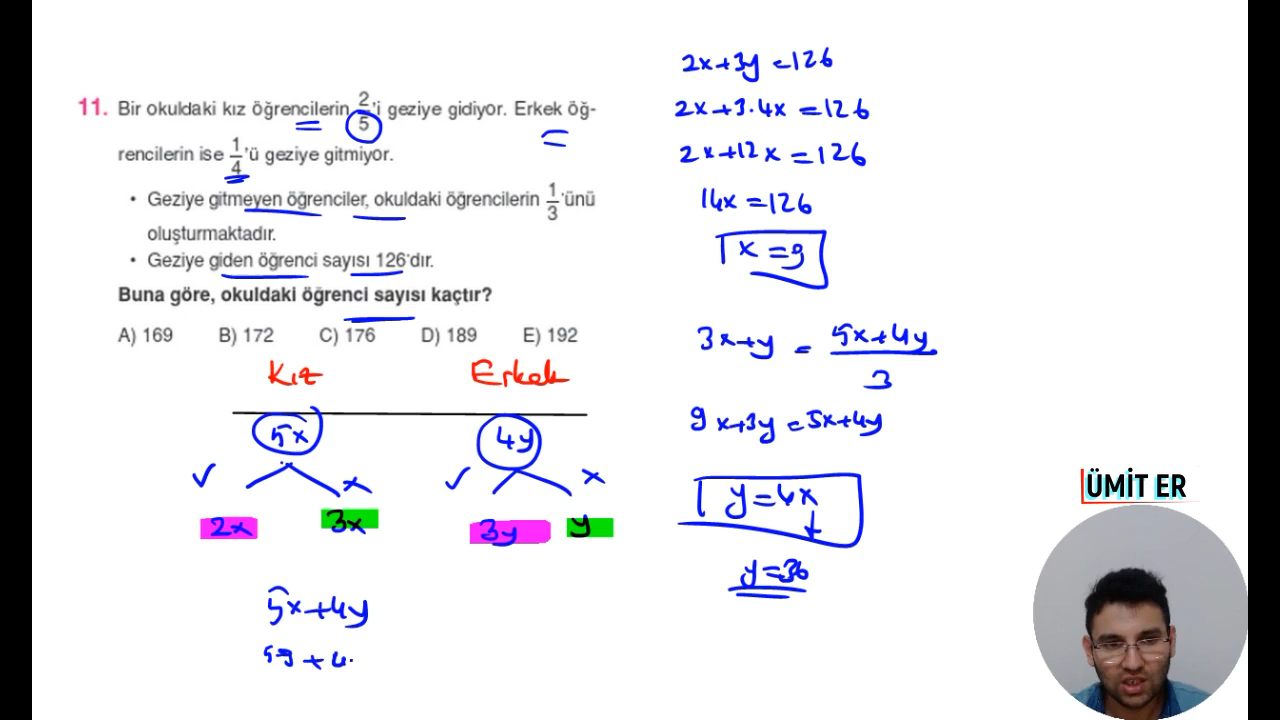 11. Bir okuldaki kız öğrencilerin 2/5'i geziye gidiyor. Erkek öğ-
rencilerin ise 1/4'ü geziye gitmiyor.
• Geziye gitmeyen öğrenciler, okuldaki öğrencilerin 1/3'ünü
oluşturmaktadır.
• Geziye giden öğrenci sayısı 126'dır.
Buna göre, okuldaki öğrenci sayısı kaçtır?
A) 169 B) 172 C) 176 D) 189 E) 192
Kız Erkek
5x 4y
✓ x ✓ x
2x 3x 3y y
5x+4y
5.9+4.
2x+3y=126
2x+3.4x=126
2x+12x=126
14x=126
x=9
3x+y = 5x+4y/3
9x+3y=5x+4y
y=4x
y=36
ÜMİT ER